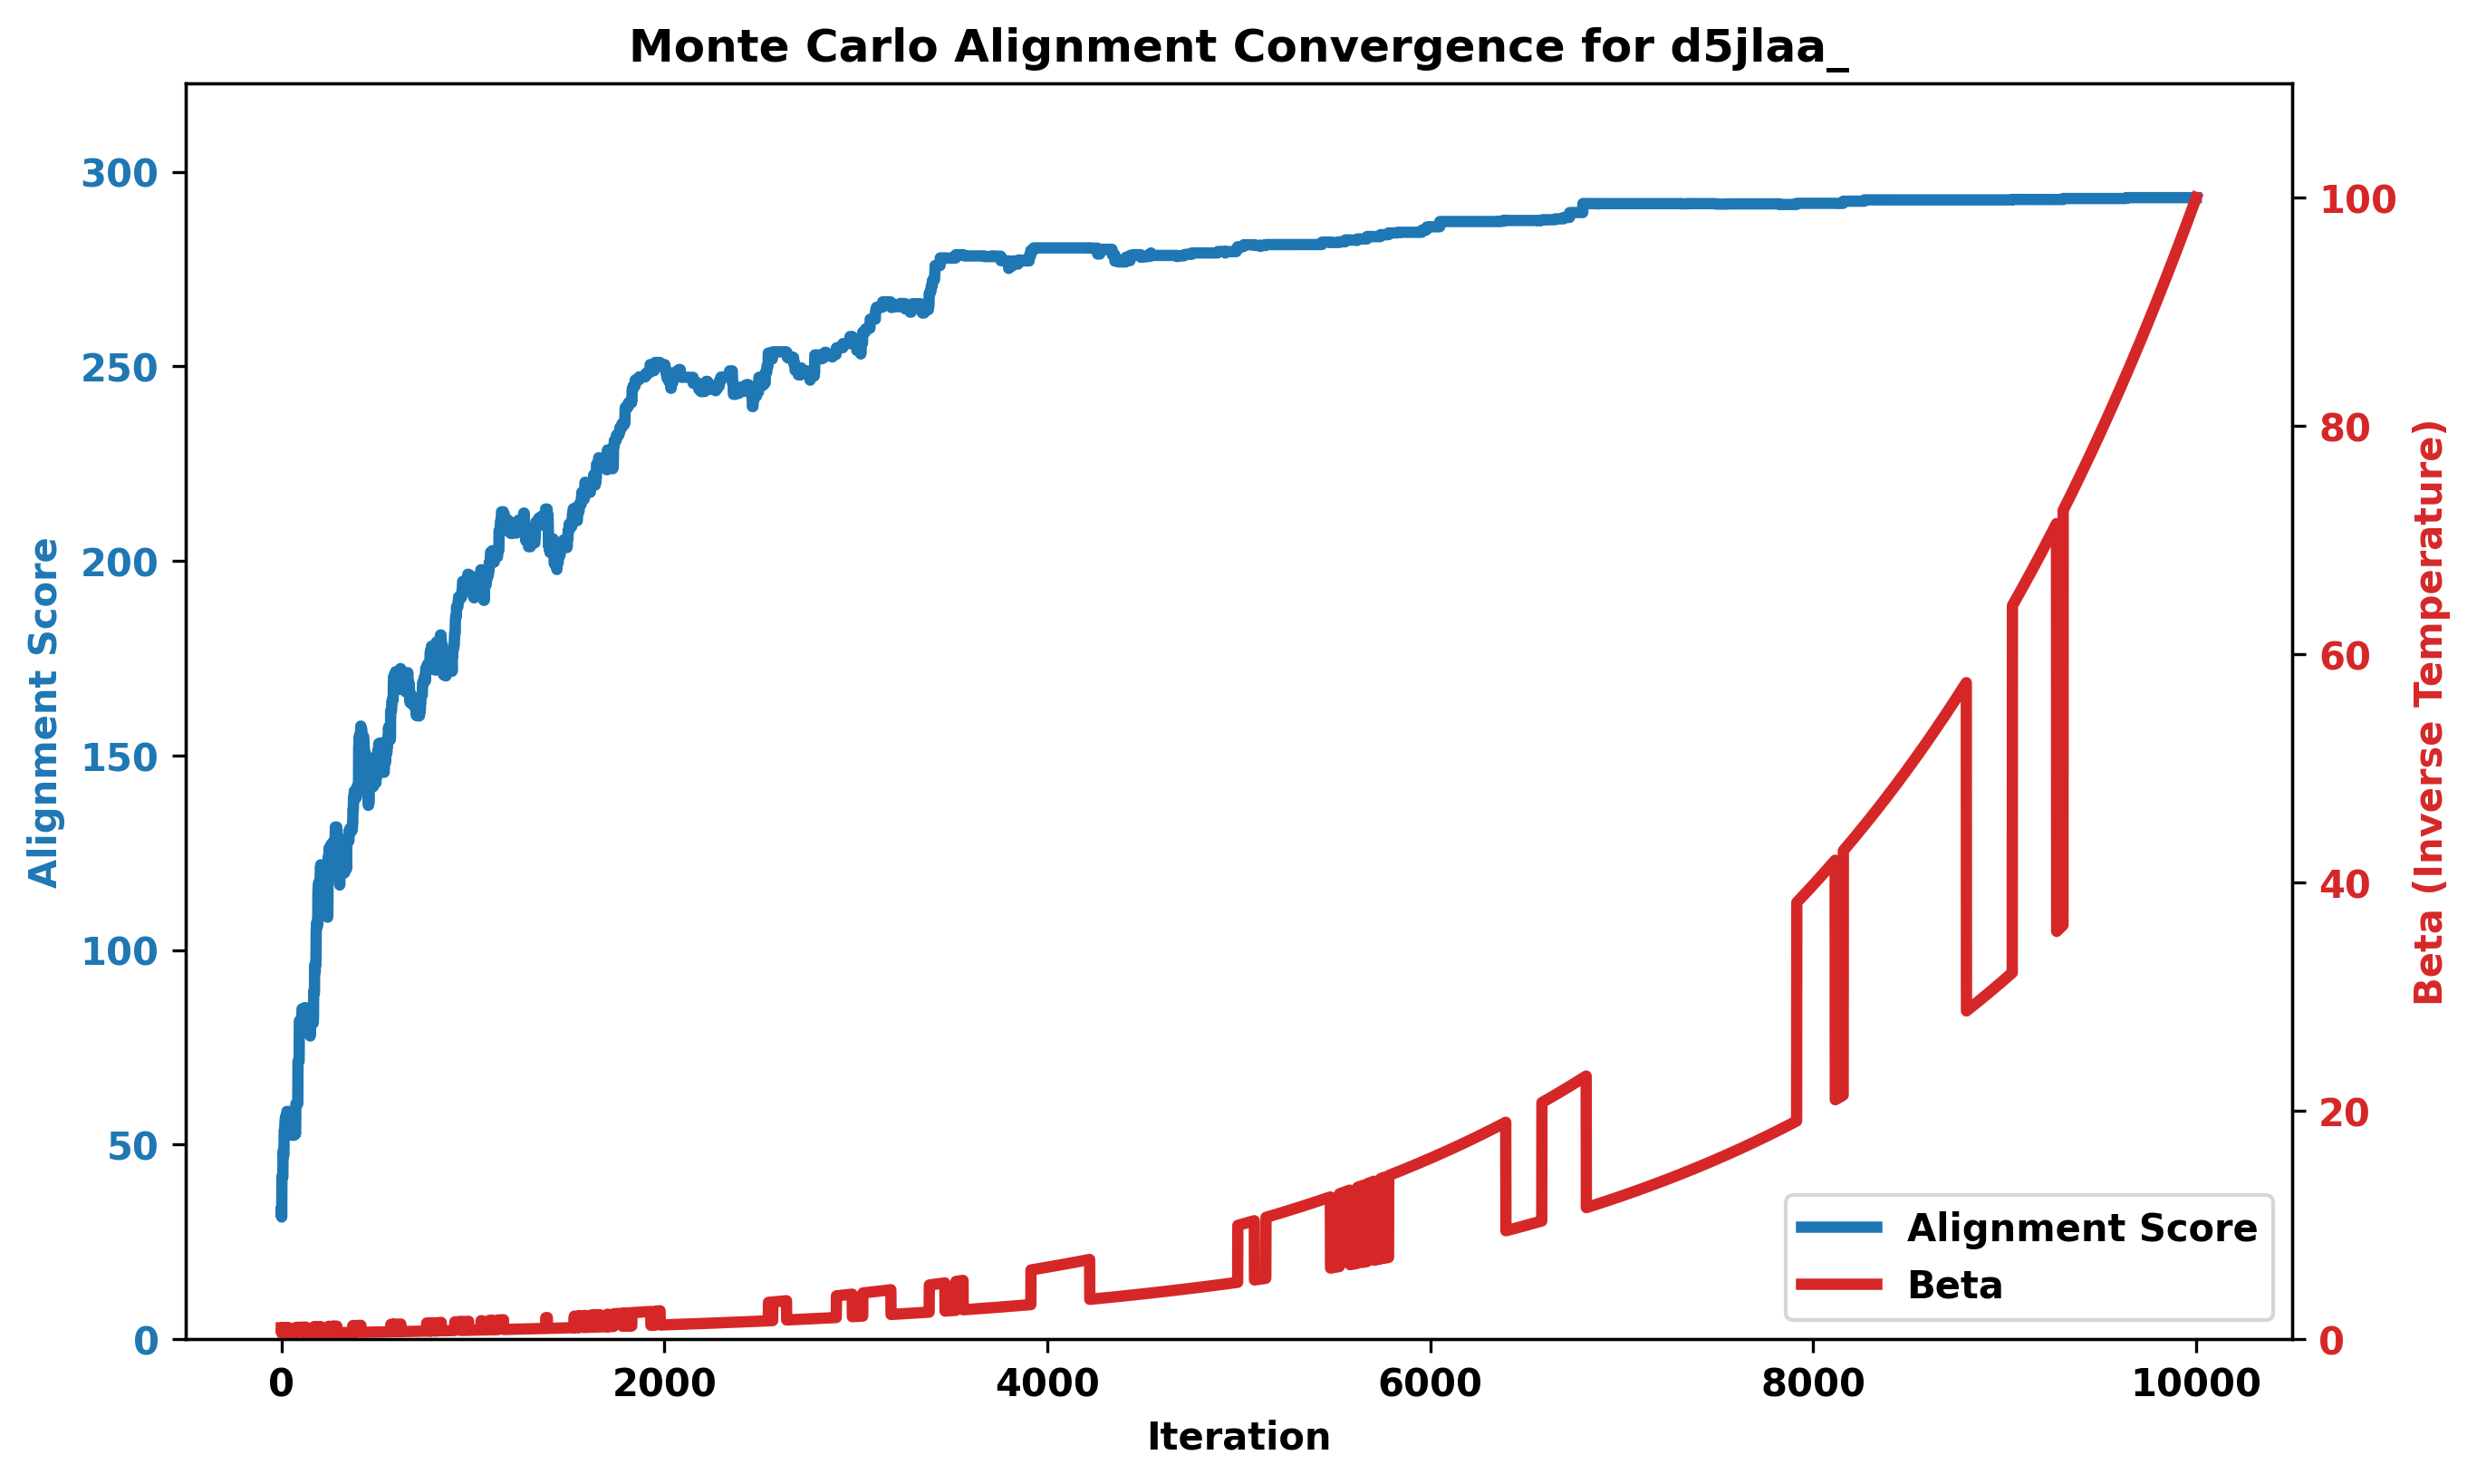 Monte Carlo Alignment Convergence for d5jlaa_
Alignment Score
300
250
200
150
100
50
0
100
80
60
40
20
0
Beta (Inverse Temperature)
Alignment Score
Beta
0 2000 4000 6000 8000 10000
Iteration